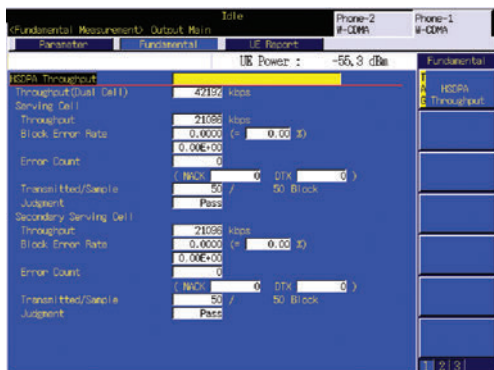 Idle
Phone-2
W-CDMA
Phone-1
W-CDMA
<Fundamental Measurement> Output Main
Parameter
Fundamental
UE Report
UE Power : -55.3 dBm
Fundamental
HSDPA Throughput
TAG
HSDPA
Throughput
Throughput(Dual Cell) 42192 kbps
Serving Cell
Throughput 21096 kbps
Block Error Rate 0.0000 (= 0.00 %)
0.00E+00
Error Count 0
( NACK 0 DTX 0 )
Transmitted/Sample 50 / 50 Block
Judgment Pass
Secondary Serving Cell
Throughput 21096 kbps
Block Error Rate 0.0000 (= 0.00 %)
0.00E+00
Error Count 0
( NACK 0 DTX 0 )
Transmitted/Sample 50 / 50 Block
Judgment Pass
1 2 3